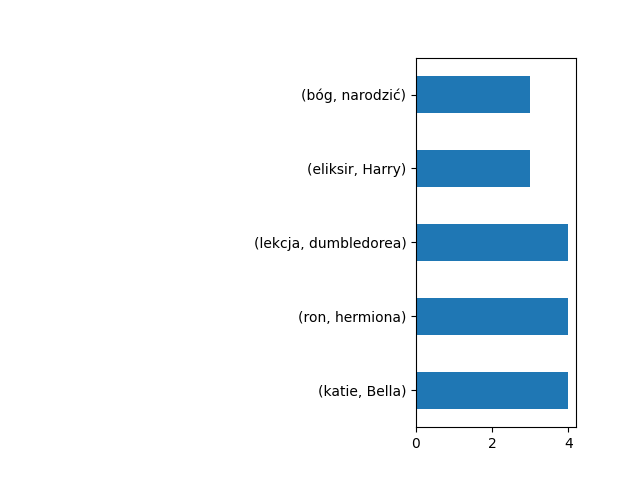 (bóg, narodzić)
(eliksir, Harry)
(lekcja, dumbledorea)
(ron, hermiona)
(katie, Bella)
0 2 4